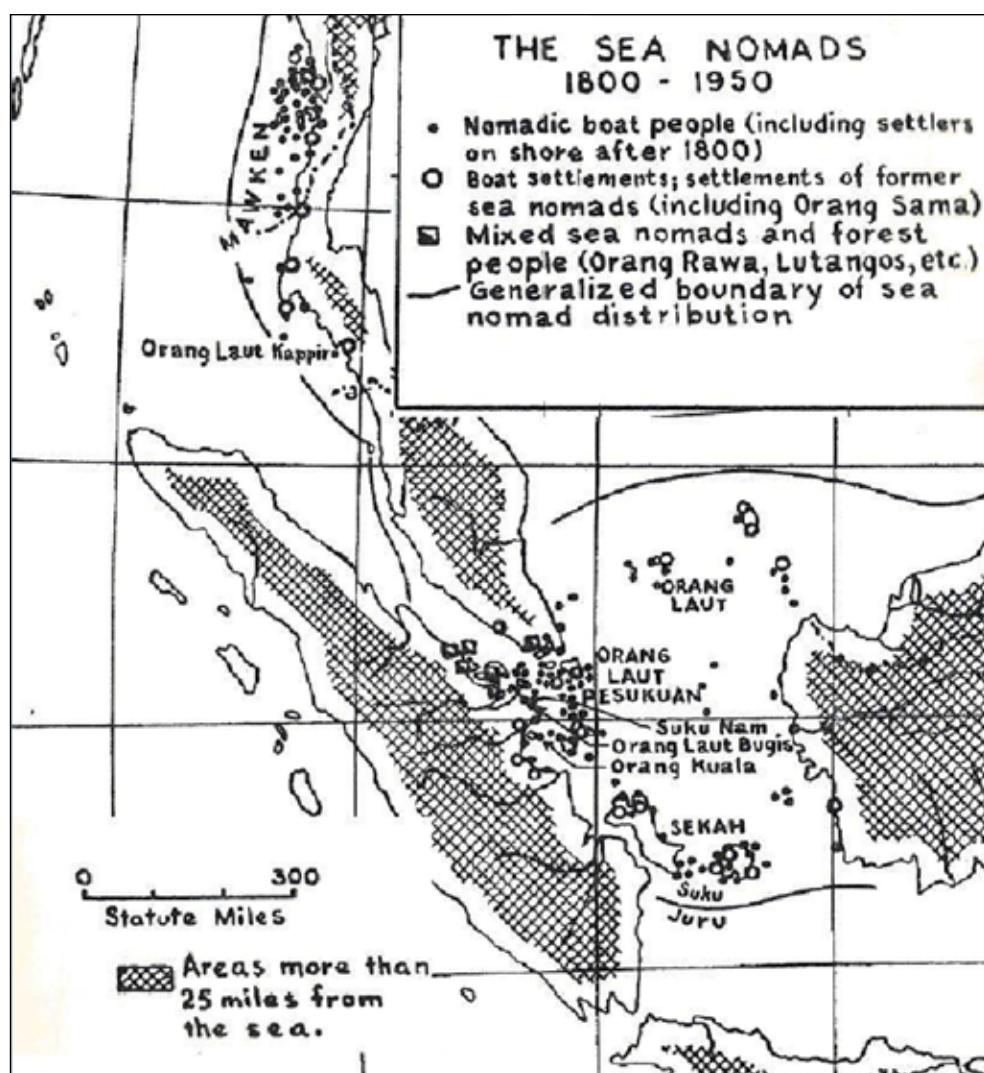 THE SEA NOMADS
1800 - 1950
Nomadic boat people (including settlers
on shore after 1800)
Boat settlements; settlements of former
sea nomads (including Orang Sama)
Mixed sea nomads and forest
people (Orang Rawa, Lutangos, etc.)
Generalized boundary of sea
nomad distribution
MAWKEN
Orang Laut Kappir
ORANG
LAUT
ORANG
LAUT
PESUKUAN
Suku Nam
Orang Laut Bugis
Orang Kuala
SEKAH
Suku
Juru
0 300
Statute Miles
Areas more than
25 miles from
the sea.